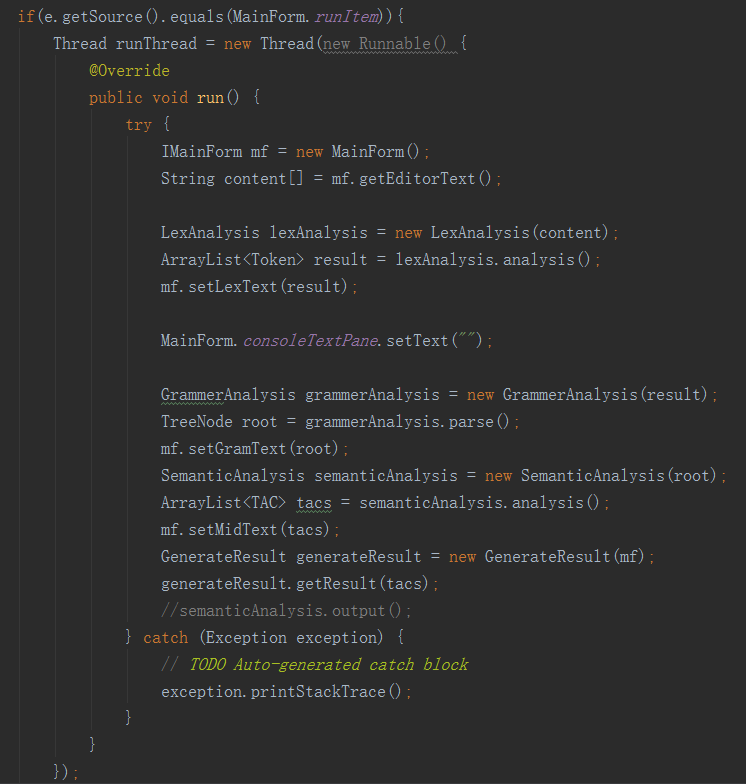 if(e.getSource().equals(MainForm.runItem)){
Thread runThread = new Thread(new Runnable() {
@Override
public void run() {
try {
IMainForm mf = new MainForm();
String content[] = mf.getEditorText();
LexAnalysis lexAnalysis = new LexAnalysis(content);
ArrayList<Token> result = lexAnalysis.analysis();
mf.setLexText(result);
MainForm.consoleTextPane.setText("");
GrammerAnalysis grammerAnalysis = new GrammerAnalysis(result);
TreeNode root = grammerAnalysis.parse();
mf.setGramText(root);
SemanticAnalysis semanticAnalysis = new SemanticAnalysis(root);
ArrayList<TAC> tacs = semanticAnalysis.analysis();
mf.setMidText(tacs);
GenerateResult generateResult = new GenerateResult(mf);
generateResult.getResult(tacs);
//semanticAnalysis.output();
} catch (Exception exception) {
// TODO Auto-generated catch block
exception.printStackTrace();
}
}
});